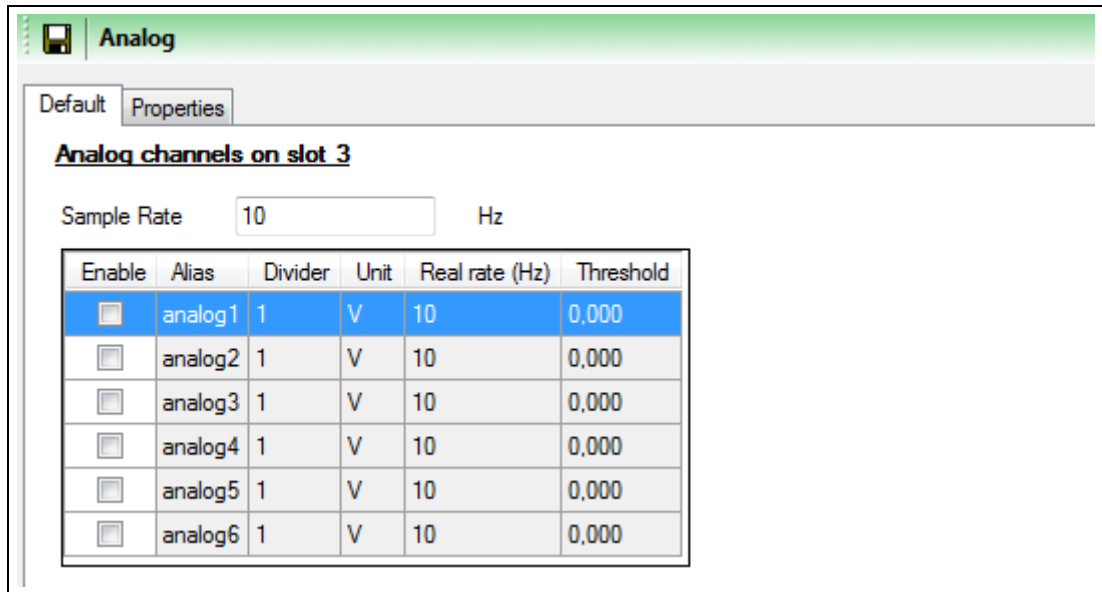 Analog
Default Properties
Analog channels on slot 3
Sample Rate 10 Hz
Enable Alias Divider Unit Real rate (Hz) Threshold
analog1 1 V 10 0,000
analog2 1 V 10 0,000
analog3 1 V 10 0,000
analog4 1 V 10 0,000
analog5 1 V 10 0,000
analog6 1 V 10 0,000